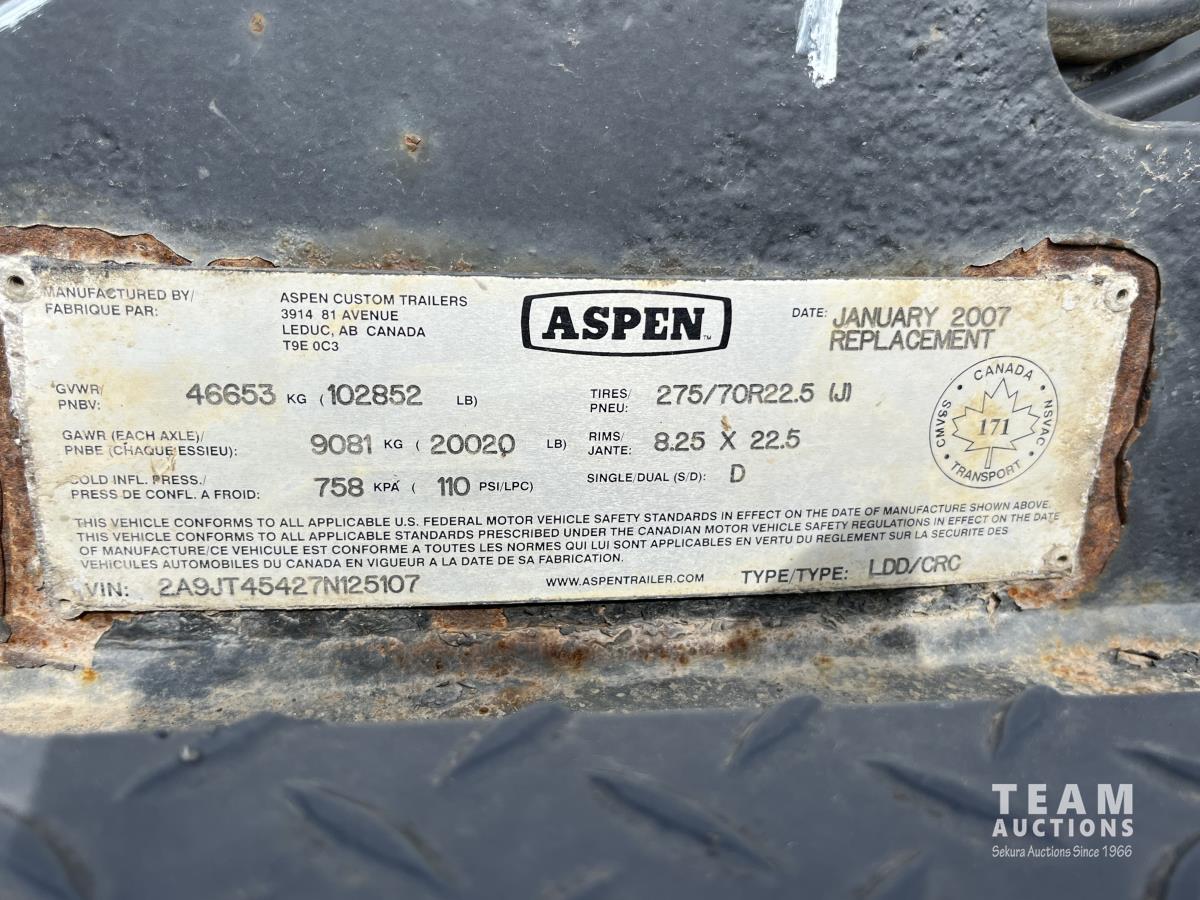 MANUFACTURED BY/
FABRIQUE PAR:
ASPEN CUSTOM TRAILERS
3914 81 AVENUE
LEDUC, AB CANADA
T9E 0C3
ASPEN™
DATE: JANUARY 2007
REPLACEMENT
GVWR/
PNBV: 46653 KG (102852 LB)
TIRES/
PNEU: 275/70R22.5 (J)
GAWR (EACH AXLE)/
PNBE (CHAQUE ESSIEU): 9081 KG (20020 LB)
RIMS/
JANTE: 8.25 X 22.5
COLD INFL. PRESS./
PRESS DE CONFL. A FROID: 758 KPA (110 PSI/LPC)
SINGLE/DUAL (S/D): D
CANADA
CMVSS
171
NSVAC
TRANSPORT
THIS VEHICLE CONFORMS TO ALL APPLICABLE U.S. FEDERAL MOTOR VEHICLE SAFETY STANDARDS IN EFFECT ON THE DATE OF MANUFACTURE SHOWN ABOVE.
THIS VEHICLE CONFORMS TO ALL APPLICABLE STANDARDS PRESCRIBED UNDER THE CANADIAN MOTOR VEHICLE SAFETY REGULATIONS IN EFFECT ON THE DATE
OF MANUFACTURE/CE VEHICULE EST CONFORME A TOUTES LES NORMES QUI LUI SONT APPLICABLES EN VERTU DU REGLEMENT SUR LA SECURITE DES
VEHICULES AUTOMOBILES DU CANADA EN VIGUEUR A LA DATE DE SA FABRICATION.
VIN: 2A9JT45427N125107
WWW.ASPENTRAILER.COM
TYPE/TYPE: LDD/CRC
TEAM
AUCTIONS
Sekura Auctions Since 1966